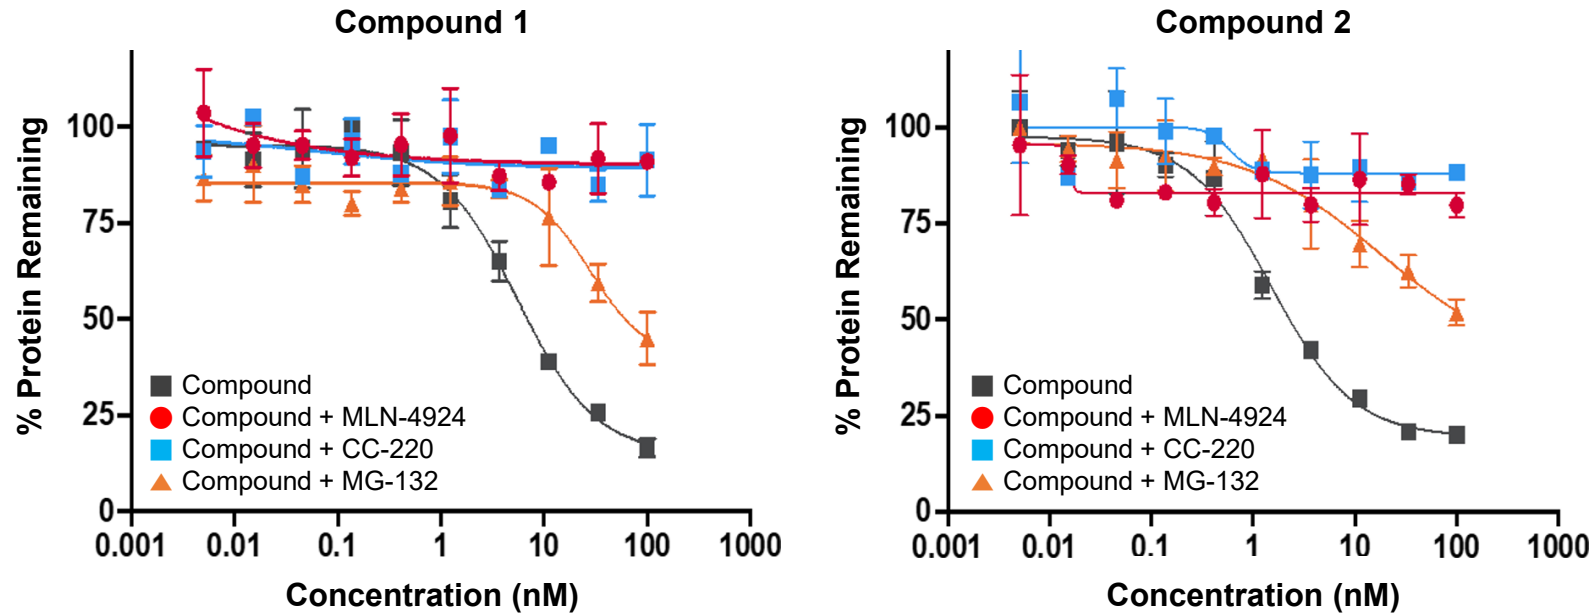 Compound 1
% Protein Remaining
100
75
50
25
0
Compound
Compound + MLN-4924
Compound + CC-220
Compound + MG-132
0.001 0.01 0.1 1 10 100 1000
Concentration (nM)
Compound 2
% Protein Remaining
100
75
50
25
0
Compound
Compound + MLN-4924
Compound + CC-220
Compound + MG-132
0.001 0.01 0.1 1 10 100 1000
Concentration (nM)